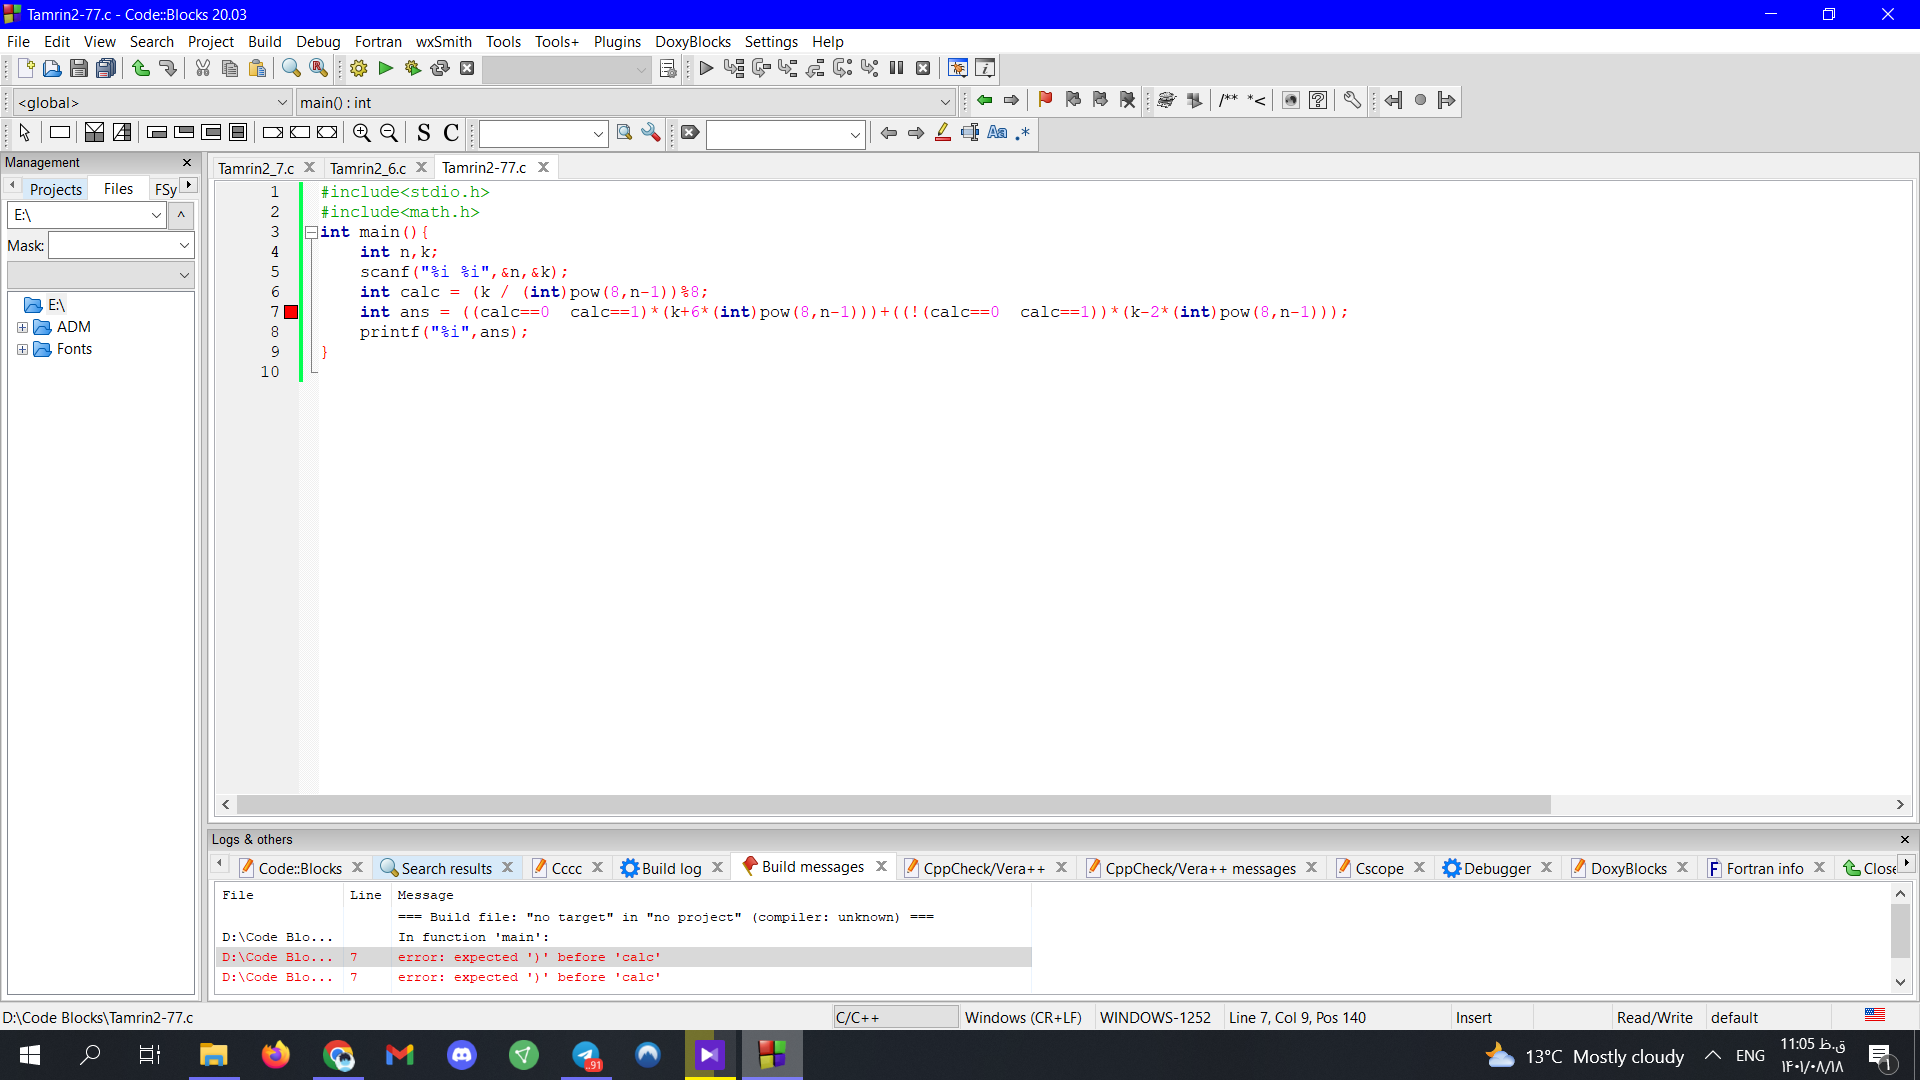 Tamrin2-77.c - Code::Blocks 20.03
File Edit View Search Project Build Debug Fortran wxSmith Tools Tools+ Plugins DoxyBlocks Settings Help
<global> main() : int
/** *<
S C Aa .*
Management
Projects Files FSy
E:\ ^
Mask:
E:\
ADM
Fonts
Tamrin2_7.c Tamrin2_6.c Tamrin2-77.c
1 #include<stdio.h>
2 #include<math.h>
3 int main(){
4 int n,k;
5 scanf("%i %i",&n,&k);
6 int calc = (k / (int)pow(8,n-1))%8;
7 int ans = ((calc==0  calc==1)*(k+6*(int)pow(8,n-1)))+((!(calc==0  calc==1))*(k-2*(int)pow(8,n-1)));
8 printf("%i",ans);
9 }
10
Logs & others
Code::Blocks Search results Cccc Build log Build messages CppCheck/Vera++ CppCheck/Vera++ messages Cscope Debugger DoxyBlocks Fortran info Close
File Line Message
=== Build file: "no target" in "no project" (compiler: unknown) ===
D:\Code Blo... In function 'main':
D:\Code Blo... 7 error: expected ')' before 'calc'
D:\Code Blo... 7 error: expected ')' before 'calc'
D:\Code Blocks\Tamrin2-77.c C/C++ Windows (CR+LF) WINDOWS-1252 Line 7, Col 9, Pos 140 Insert Read/Write default
91 13°C Mostly cloudy ENG 11:05 ق.ظ
۱۴۰۱/۰۸/۱۸ ۱